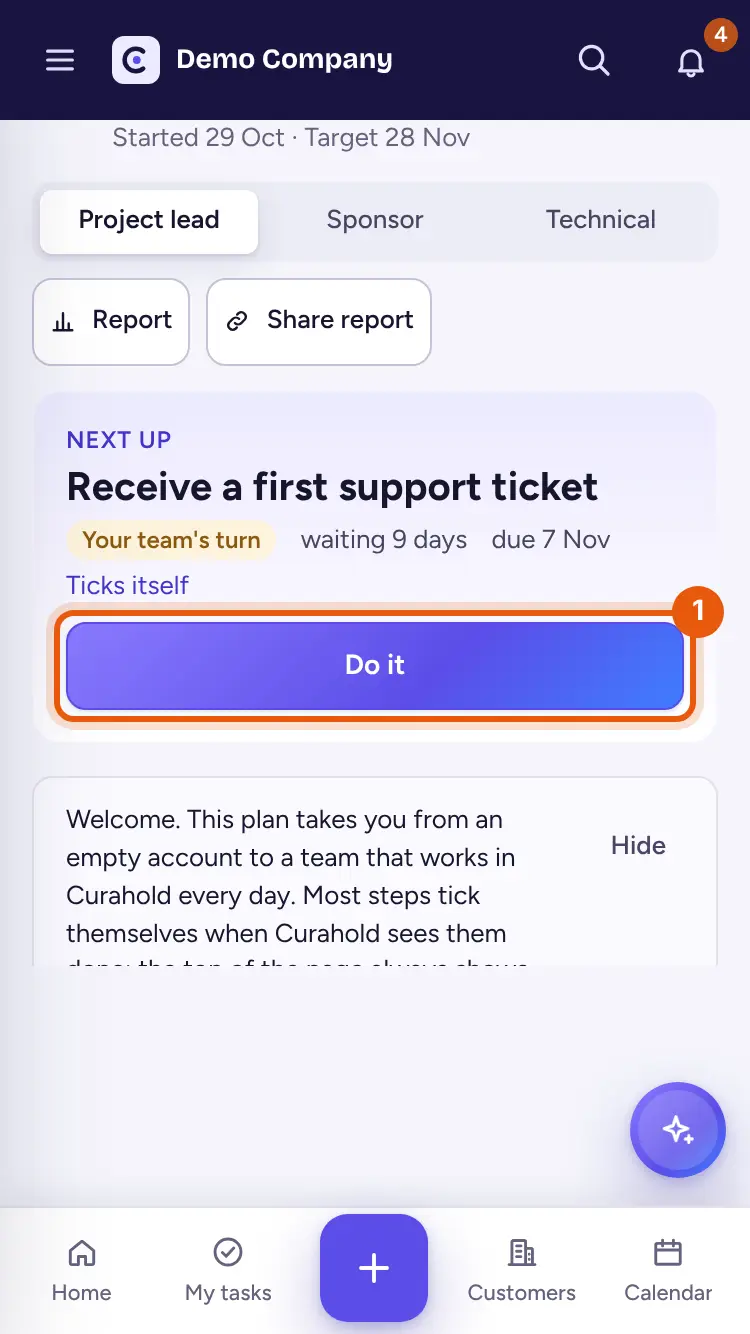 Demo Company
4
Started 29 Oct · Target 28 Nov
Project lead
Sponsor
Technical
Report
Share report
NEXT UP
Receive a first support ticket
Your team's turn
waiting 9 days
due 7 Nov
Ticks itself
1
Do it
Welcome. This plan takes you from an
empty account to a team that works in
Curahold every day. Most steps tick
themselves when Curahold sees them
Hide
Home
My tasks
Customers
Calendar